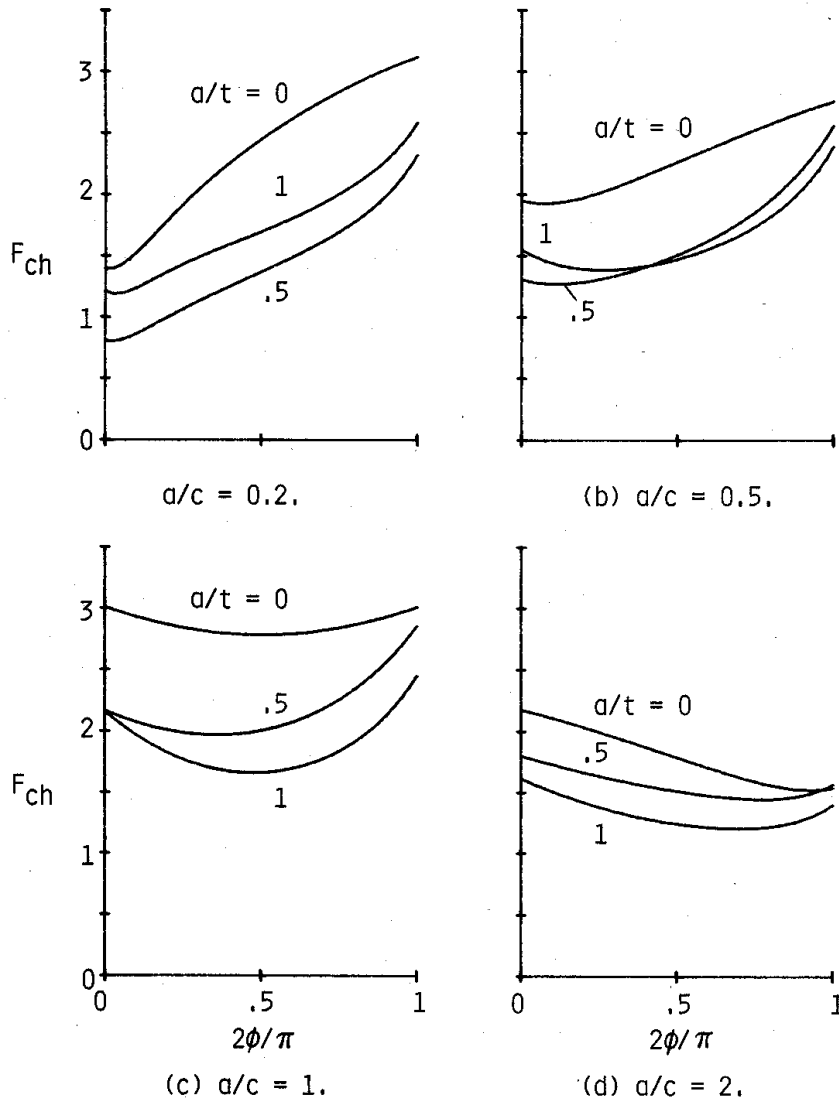 3
2
1
0
F_ch
a/t = 0
1
.5
a/c = 0.2.
a/t = 0
1
.5
(b) a/c = 0.5.
3
2
1
0
F_ch
a/t = 0
.5
1
0
.5
1
2φ/π
(c) a/c = 1.
a/t = 0
.5
1
0
.5
1
2φ/π
(d) a/c = 2.